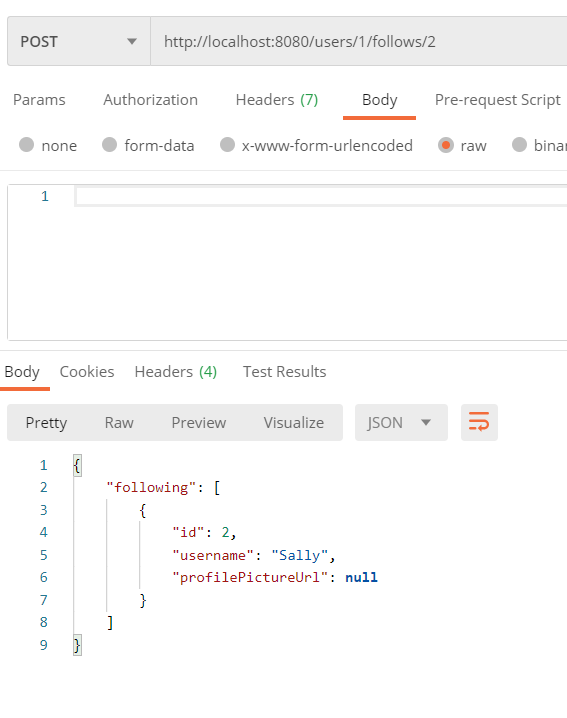 POST http://localhost:8080/users/1/follows/2
Params Authorization Headers (7) Body Pre-request Script
none form-data x-www-form-urlencoded raw binar
1
Body Cookies Headers (4) Test Results
Pretty Raw Preview Visualize JSON
1 {
2 "following": [
3 {
4 "id": 2,
5 "username": "Sally",
6 "profilePictureUrl": null
7 }
8 ]
9 }